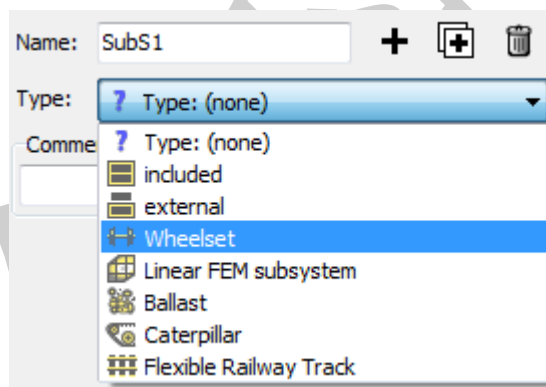 Name: SubS1
Type: ? Type: (none)
Comme ? Type: (none)
included
external
Wheelset
Linear FEM subsystem
Ballast
Caterpillar
Flexible Railway Track